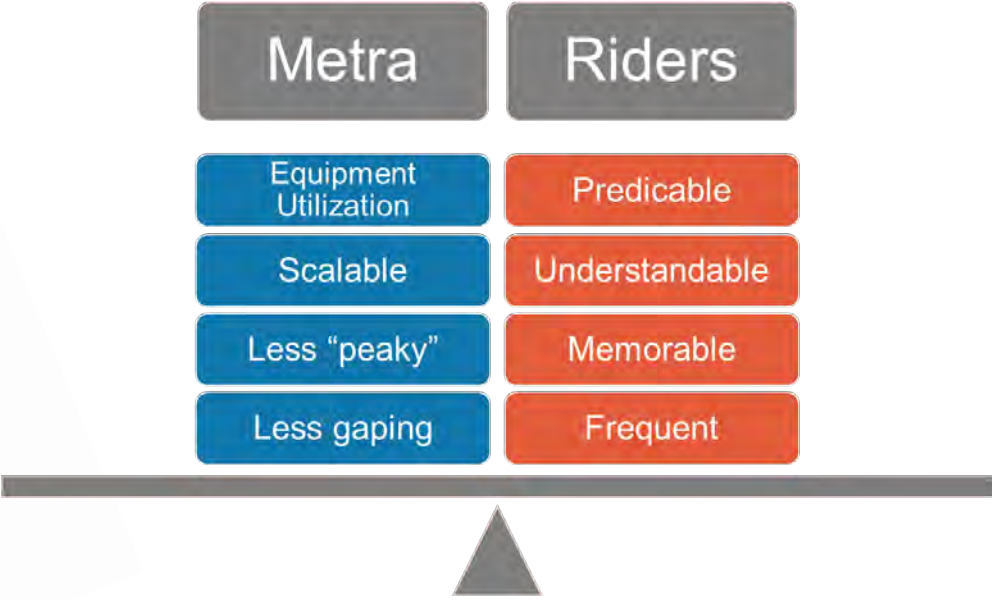 Metra
Riders
Equipment
Utilization
Predicable
Scalable
Understandable
Less “peaky”
Memorable
Less gaping
Frequent